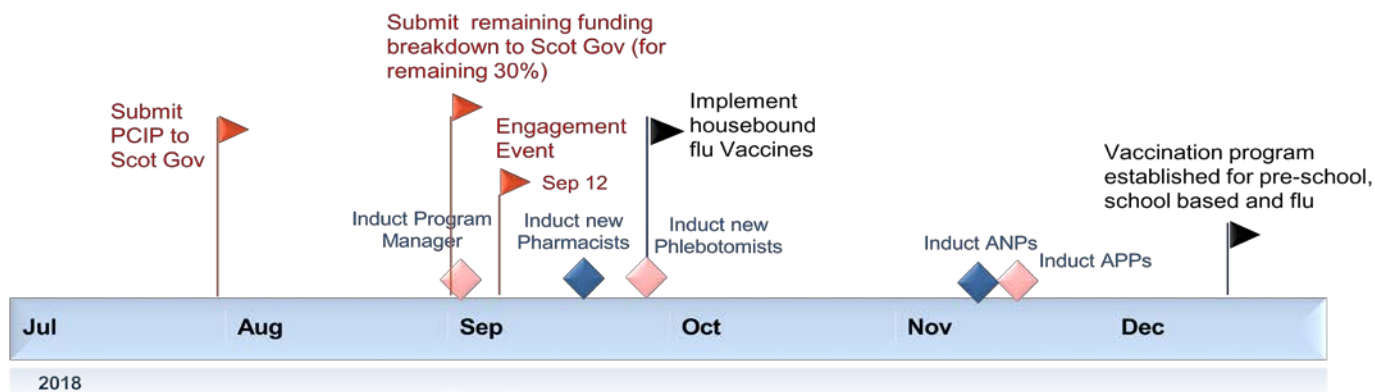 Submit remaining funding
breakdown to Scot Gov (for
remaining 30%)
Submit
PCIP to
Scot Gov
Engagement
Event
Sep 12
Implement
housebound
flu Vaccines
Vaccination program
established for pre-school,
school based and flu
Induct Program
Manager
Induct new
Pharmacists
Induct new
Phlebotomists
Induct ANPs
Induct APPs
Jul
Aug
Sep
Oct
Nov
Dec
2018